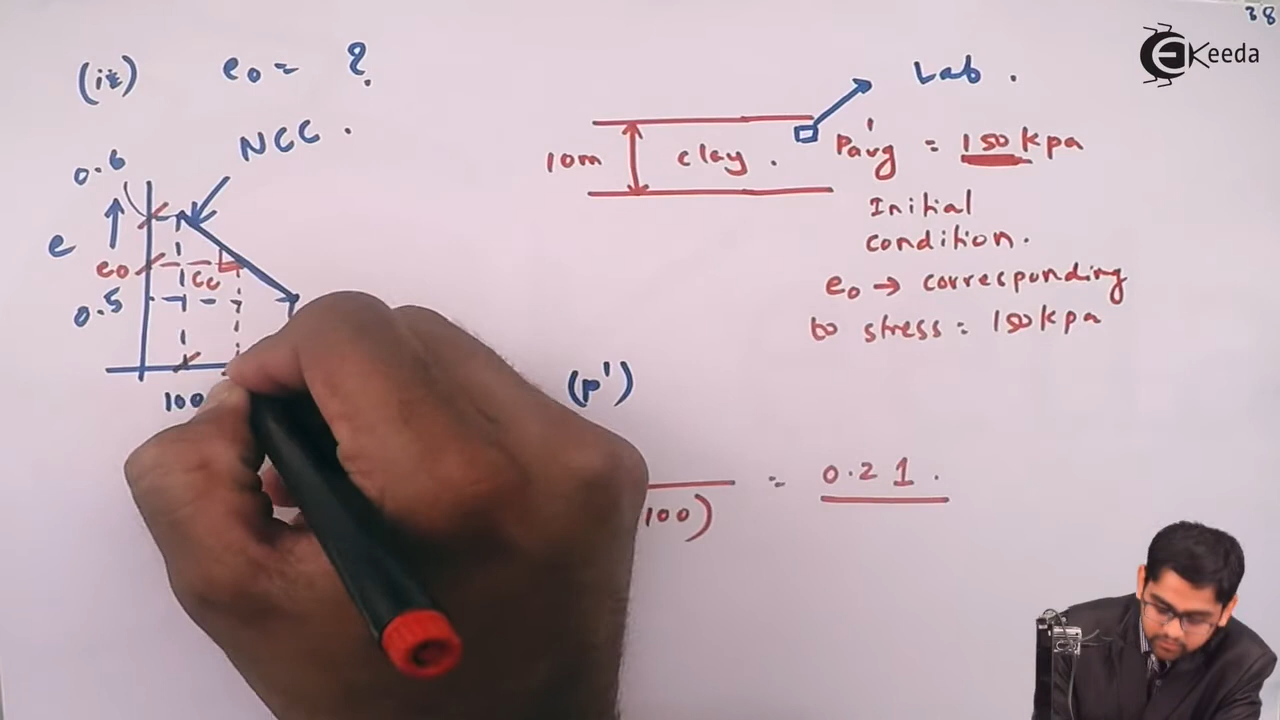 38
EKeeda
(ii) e₀ = ?
NCC.
0.6
e
e₀
Cc
0.5
100
(p')
100) = 0.21.
Lab.
10m clay. P'avg = 150 kpa
Initial
condition.
e₀ → corresponding
to stress = 150 kpa